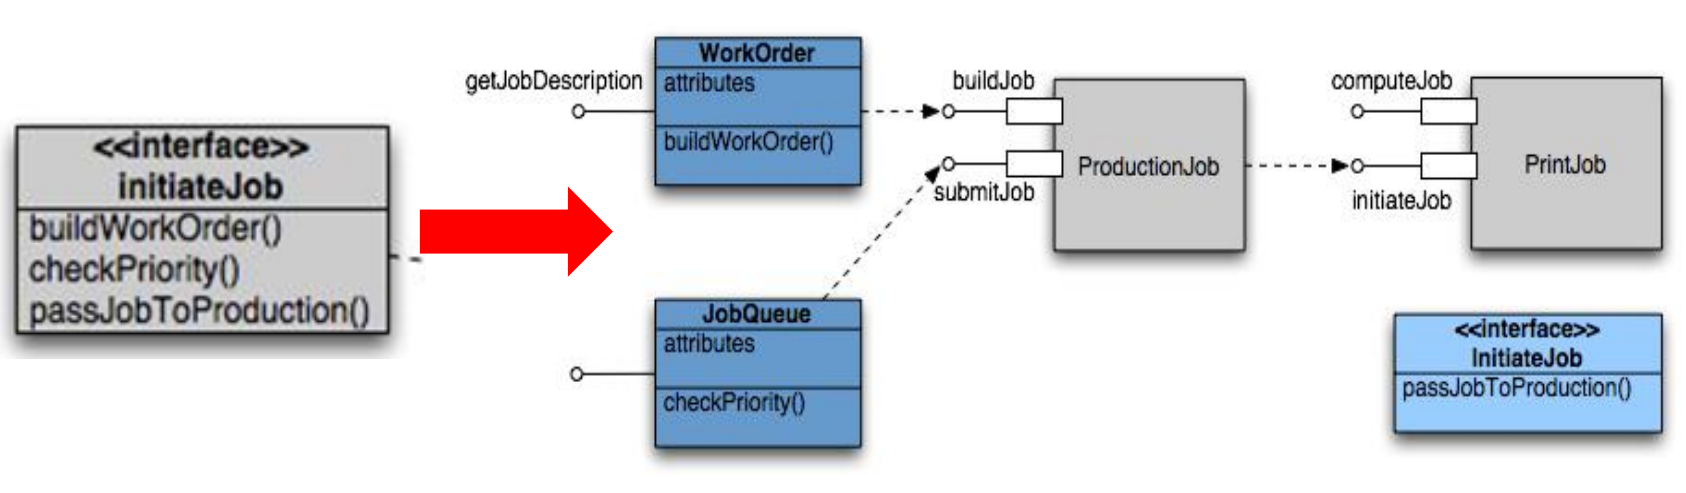 <<interface>>
initiateJob
buildWorkOrder()
checkPriority()
passJobToProduction()
getJobDescription
WorkOrder
attributes
buildWorkOrder()
JobQueue
attributes
checkPriority()
buildJob
submitJob
ProductionJob
computeJob
initiateJob
PrintJob
<<interface>>
InitiateJob
passJobToProduction()